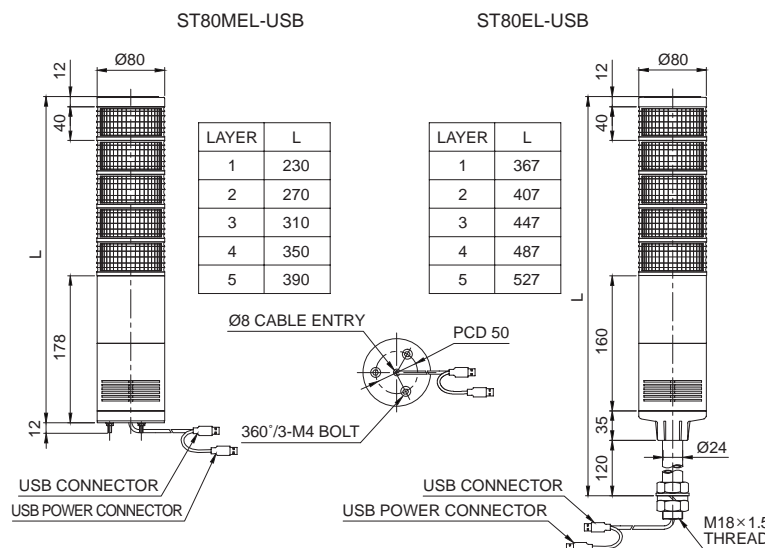 ST80MEL-USB
ST80EL-USB
12
Ø80
40
L
178
12
LAYER L
1 230
2 270
3 310
4 350
5 390
LAYER L
1 367
2 407
3 447
4 487
5 527
12
Ø80
40
L
160
35
120
Ø24
Ø8 CABLE ENTRY
PCD 50
360°/3-M4 BOLT
USB CONNECTOR
USB POWER CONNECTOR
USB CONNECTOR
USB POWER CONNECTOR
M18×1.5
THREAD